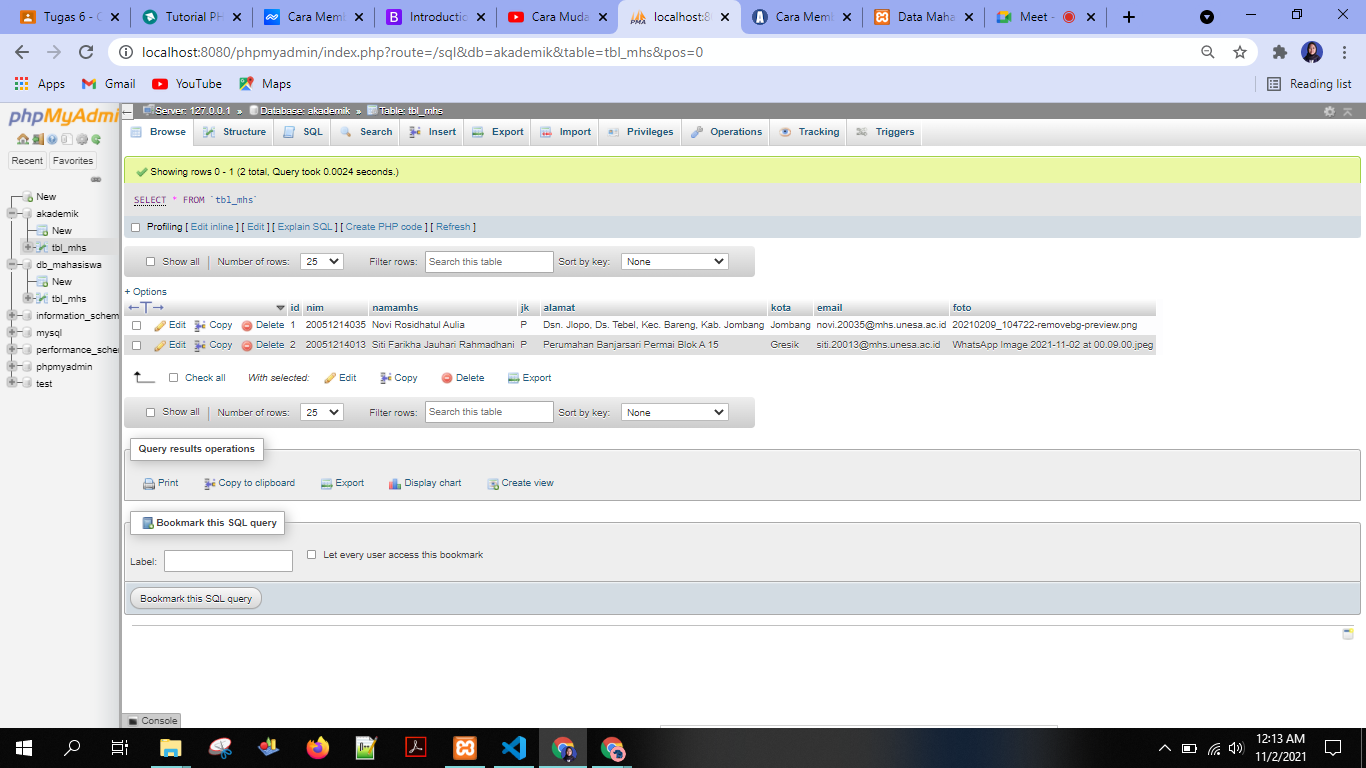 Tugas 6 - C
Tutorial PH
Cara Memb
Introductio
Cara Muda
localhost:8
Cara Memb
Data Maha
Meet -
localhost:8080/phpmyadmin/index.php?route=/sql&db=akademik&table=tbl_mhs&pos=0
Apps Gmail YouTube Maps Reading list
phpMyAdmi
Server: 127.0.0.1 » Database: akademik » Table: tbl_mhs
Browse Structure SQL Search Insert Export Import Privileges Operations Tracking Triggers
Recent Favorites
New
akademik
New
tbl_mhs
db_mahasiswa
New
tbl_mhs
information_schem
mysql
performance_schem
phpmyadmin
test
Showing rows 0 - 1 (2 total, Query took 0.0024 seconds.)
SELECT * FROM `tbl_mhs`
Profiling [ Edit inline ] [ Edit ] [ Explain SQL ] [ Create PHP code ] [ Refresh ]
Show all | Number of rows: 25 Filter rows: Search this table Sort by key: None
+ Options
←T→ id nim namamhs jk alamat kota email foto
Edit Copy Delete 1 20051214035 Novi Rosidhatul Aulia P Dsn. Jlopo, Ds. Tebel, Kec. Bareng, Kab. Jombang Jombang novi.20035@mhs.unesa.ac.id 20210209_104722-removebg-preview.png
Edit Copy Delete 2 20051214013 Siti Farikha Jauhari Rahmadhani P Perumahan Banjarsari Permai Blok A 15 Gresik siti.20013@mhs.unesa.ac.id WhatsApp Image 2021-11-02 at 00.09.00.jpeg
Check all With selected: Edit Copy Delete Export
Show all | Number of rows: 25 Filter rows: Search this table Sort by key: None
Query results operations
Print Copy to clipboard Export Display chart Create view
Bookmark this SQL query
Label: Let every user access this bookmark
Bookmark this SQL query
Console
12:13 AM
11/2/2021